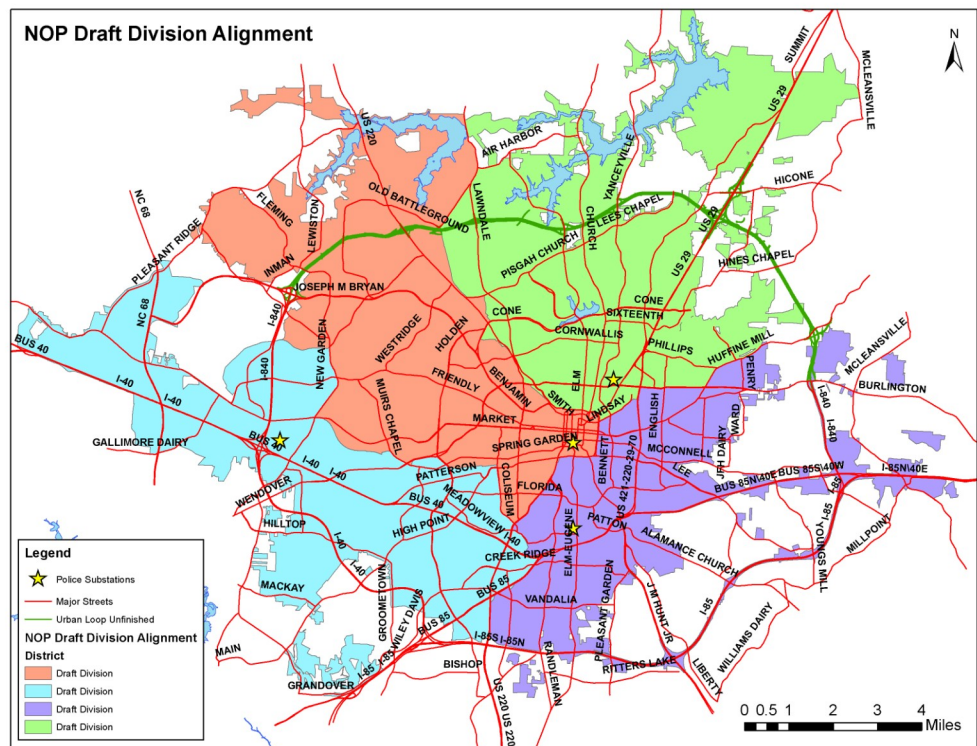 NOP Draft Division Alignment
N
SUMMIT
MCLEANSVILLE
US 29
US 220
AIR HARBOR
YANCEYVILLE
HICONE
NC 68
FLEMING
LEWISTON
OLD BATTLEGROUND
LAWNDALE
CHURCH
LEES CHAPEL
US 29
PLEASANT RIDGE
INMAN
PISGAH CHURCH
US 29
HINES CHAPEL
NC 68
JOSEPH M BRYAN
I-840
CONE
CONE
SIXTEENTH
CORNWALLIS
BUS 40
WESTRIDGE
HOLDEN
PHILLIPS
HUFFINE MILL
MCLEANSVILLE
I-40
I-840
NEW GARDEN
FRIENDLY
BENJAMIN
ELM
PENRY
BURLINGTON
MUIRS CHAPEL
SMITH
LINDSAY
ENGLISH
WARD
I-840
MARKET
GALLIMORE DAIRY
BUS 40
I-40
SPRING GARDEN
BENNETT
MCCONNELL
JFH DAIRY
I-40
PATTERSON
COLISEUM
LEE
BUS 85N\40E
BUS 85S\40W
I-85N\40E
WENDOVER
BUS 40
MEADOWVIEW
FLORIDA
US 421-220-29-70
I-85
HILLTOP
HIGH POINT
I-40
ELM-EUGENE
PATTON
I-85
I-40
CREEK RIDGE
ALAMANCE CHURCH
YOUNGS MILL
MILLPOINT
MACKAY
I-40
GROOMETOWN
WILEY DAVIS
BUS 85
BUS 85
VANDALIA
PLEASANT GARDEN
J M HUNT JR
I-85
MAIN
I-85
I-85S
I-85N
WILLIAMS DAIRY
BISHOP
RANDLEMAN
RITTERS LAKE
LIBERTY
GRANDOVER
I-85
US 220
US 220
Legend
Police Substations
Major Streets
Urban Loop Unfinished
NOP Draft Division Alignment
District
Draft Division
Draft Division
Draft Division
Draft Division
0 0.5 1 2 3 4
Miles